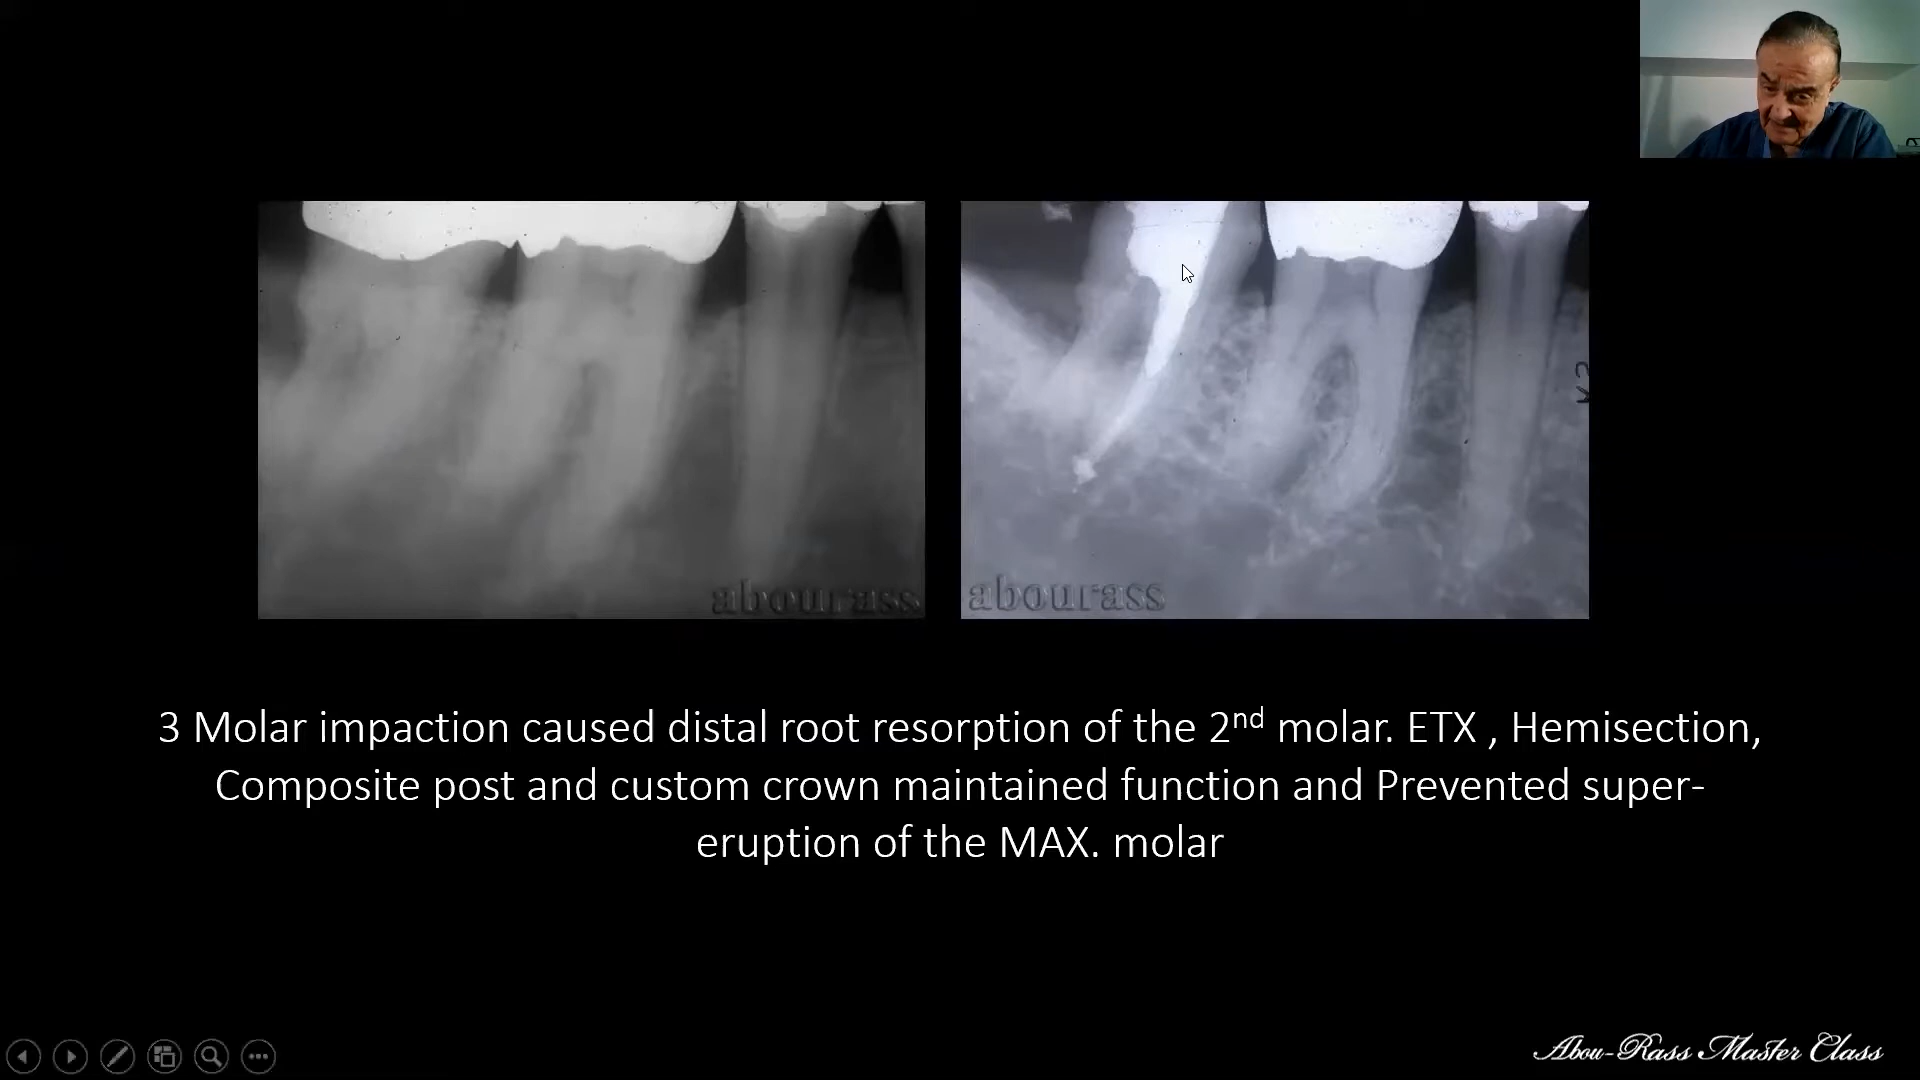 abourass
abourass
3 Molar impaction caused distal root resorption of the 2nd molar. ETX , Hemisection,
Composite post and custom crown maintained function and Prevented super-
eruption of the MAX. molar
Abou-Rass Master Class